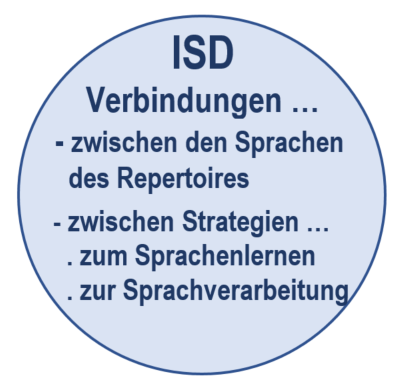 ISD
Verbindungen …
- zwischen den Sprachen
des Repertoires
- zwischen Strategien …
. zum Sprachenlernen
. zur Sprachverarbeitung